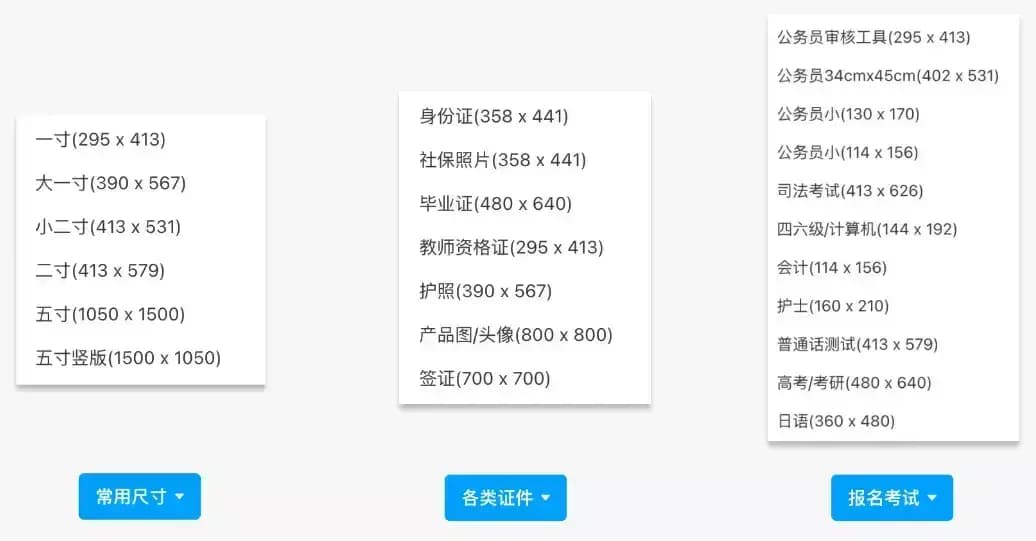 一寸(295 x 413)
大一寸(390 x 567)
小二寸(413 x 531)
二寸(413 x 579)
五寸(1050 x 1500)
五寸竖版(1500 x 1050)
常用尺寸
身份证(358 x 441)
社保照片(358 x 441)
毕业证(480 x 640)
教师资格证(295 x 413)
护照(390 x 567)
产品图/头像(800 x 800)
签证(700 x 700)
各类证件
公务员审核工具(295 x 413)
公务员34cmx45cm(402 x 531)
公务员小(130 x 170)
公务员小(114 x 156)
司法考试(413 x 626)
四六级/计算机(144 x 192)
会计(114 x 156)
护士(160 x 210)
普通话测试(413 x 579)
高考/考研(480 x 640)
日语(360 x 480)
报名考试